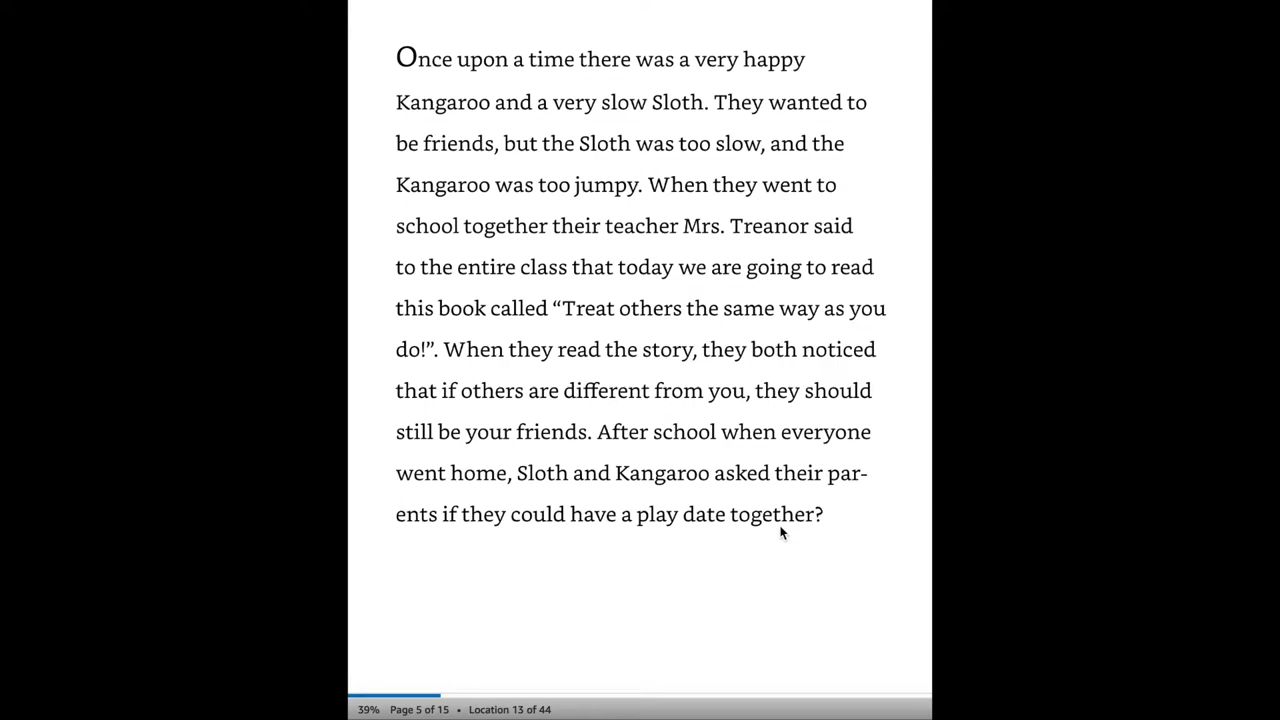 Once upon a time there was a very happy
Kangaroo and a very slow Sloth. They wanted to
be friends, but the Sloth was too slow, and the
Kangaroo was too jumpy. When they went to
school together their teacher Mrs. Treanor said
to the entire class that today we are going to read
this book called “Treat others the same way as you
do!”. When they read the story, they both noticed
that if others are different from you, they should
still be your friends. After school when everyone
went home, Sloth and Kangaroo asked their par-
ents if they could have a play date together?
39% Page 5 of 15 • Location 13 of 44